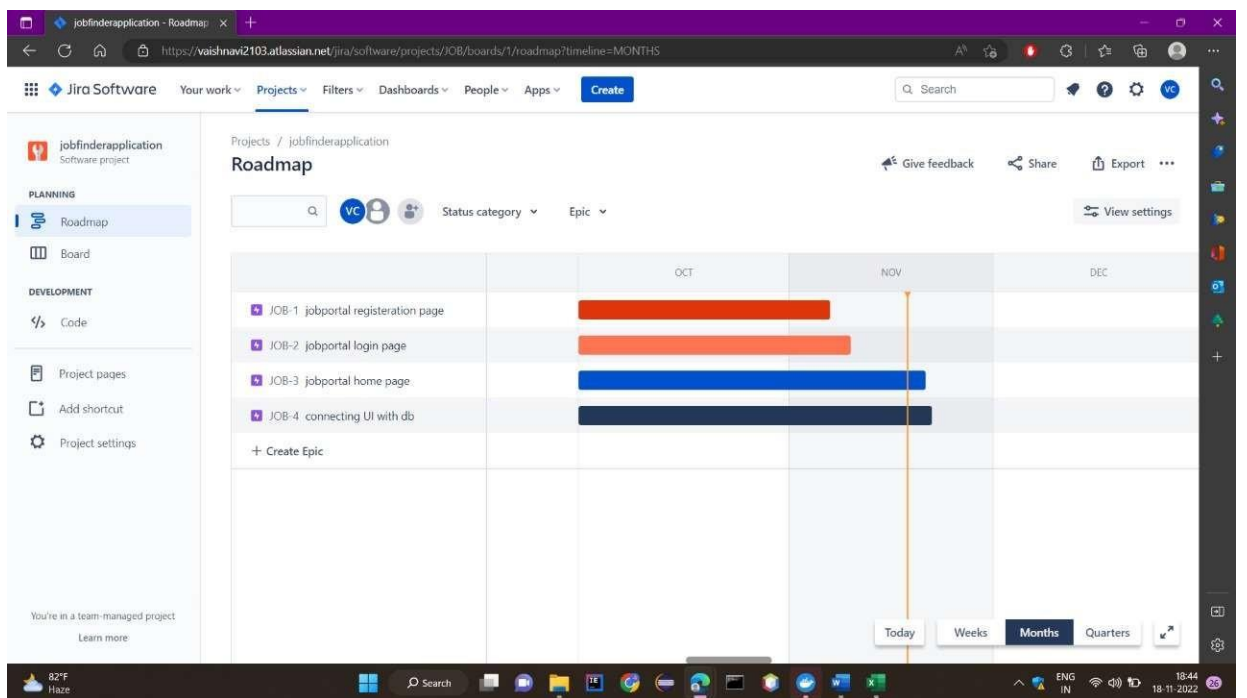 jobfinderapplication - Roadmap
https://vaishnavi2103.atlassian.net/jira/software/projects/JOB/boards/1/roadmap?timeline=MONTHS
Jira Software Your work Projects Filters Dashboards People Apps Create Search VC
jobfinderapplication
Software project
Projects / jobfinderapplication
Roadmap
Give feedback Share Export
PLANNING
Roadmap
Board
DEVELOPMENT
Code
Project pages
Add shortcut
Project settings
VC Status category Epic View settings
OCT NOV DEC
JOB-1 jobportal registeration page
JOB-2 jobportal login page
JOB-3 jobportal home page
JOB-4 connecting UI with db
+ Create Epic
You're in a team-managed project
Learn more
Today Weeks Months Quarters
82°F
Haze
Search
ENG
IN
18:44
18-11-2022
26